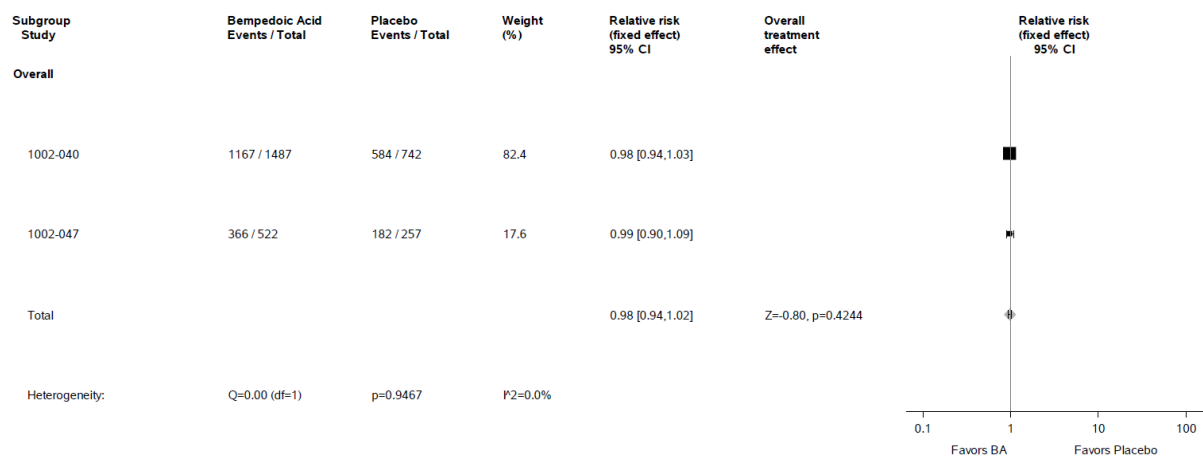 Subgroup Bempedoic Acid Placebo Weight Relative risk Overall Relative risk
Study Events / Total Events / Total (%) (fixed effect) treatment (fixed effect)
95% CI effect 95% CI
Overall
1002-040 1167 / 1487 584 / 742 82.4 0.98 [0.94,1.03]
1002-047 366 / 522 182 / 257 17.6 0.99 [0.90,1.09]
Total 0.98 [0.94,1.02] Z=-0.80, p=0.4244
Heterogeneity: Q=0.00 (df=1) p=0.9467 I^2=0.0%
0.1 1 10 100
Favors BA Favors Placebo